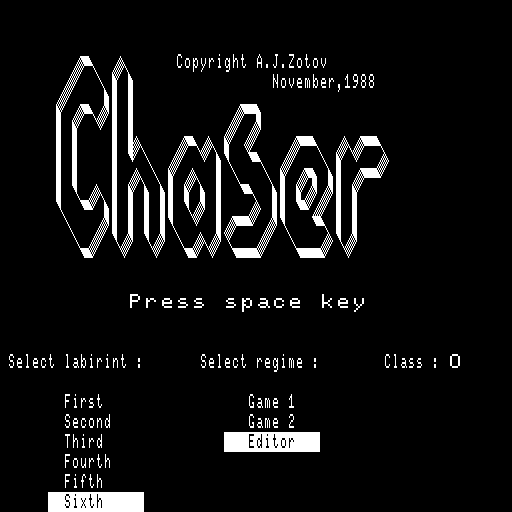 Copyright A.J.Zotov
November,1988
Chaser
Press space key
Select labirint :
First
Second
Third
Fourth
Fifth
Sixth
Select regime :
Game 1
Game 2
Editor
Class : 0